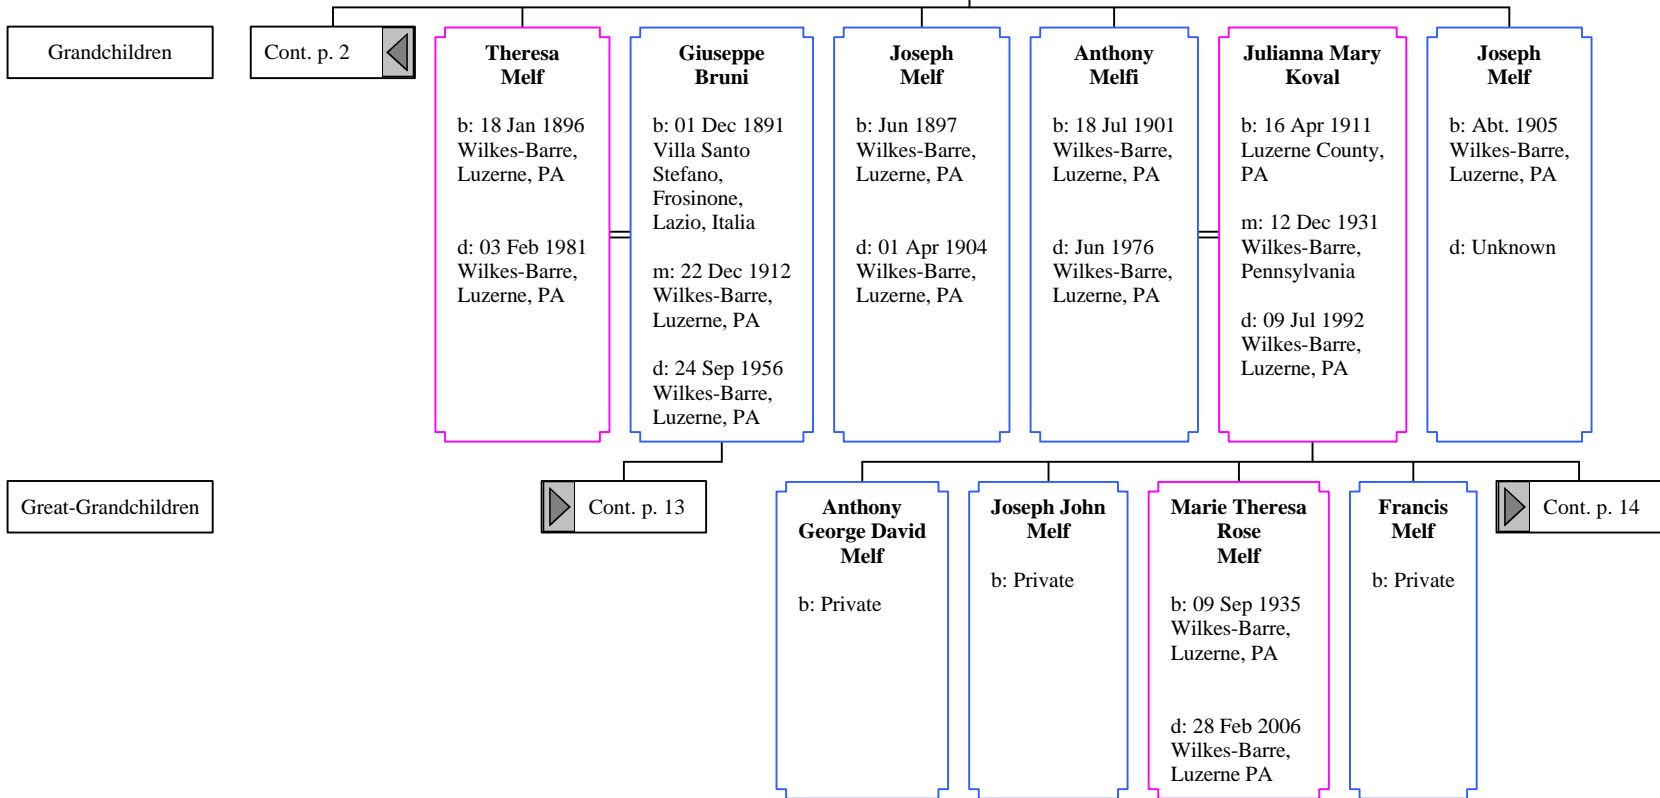 Grandchildren
Cont. p. 2
Theresa
Melf
b: 18 Jan 1896
Wilkes-Barre,
Luzerne, PA
d: 03 Feb 1981
Wilkes-Barre,
Luzerne, PA
Giuseppe
Bruni
b: 01 Dec 1891
Villa Santo
Stefano,
Frosinone,
Lazio, Italia
m: 22 Dec 1912
Wilkes-Barre,
Luzerne, PA
d: 24 Sep 1956
Wilkes-Barre,
Luzerne, PA
Joseph
Melf
b: Jun 1897
Wilkes-Barre,
Luzerne, PA
d: 01 Apr 1904
Wilkes-Barre,
Luzerne, PA
Anthony
Melfi
b: 18 Jul 1901
Wilkes-Barre,
Luzerne, PA
d: Jun 1976
Wilkes-Barre,
Luzerne, PA
Julianna Mary
Koval
b: 16 Apr 1911
Luzerne County,
PA
m: 12 Dec 1931
Wilkes-Barre,
Pennsylvania
d: 09 Jul 1992
Wilkes-Barre,
Luzerne, PA
Joseph
Melf
b: Abt. 1905
Wilkes-Barre,
Luzerne, PA
d: Unknown
Great-Grandchildren
Cont. p. 13
Anthony
George David
Melf
b: Private
Joseph John
Melf
b: Private
Marie Theresa
Rose
Melf
b: 09 Sep 1935
Wilkes-Barre,
Luzerne, PA
d: 28 Feb 2006
Wilkes-Barre,
Luzerne PA
Francis
Melf
b: Private
Cont. p. 14